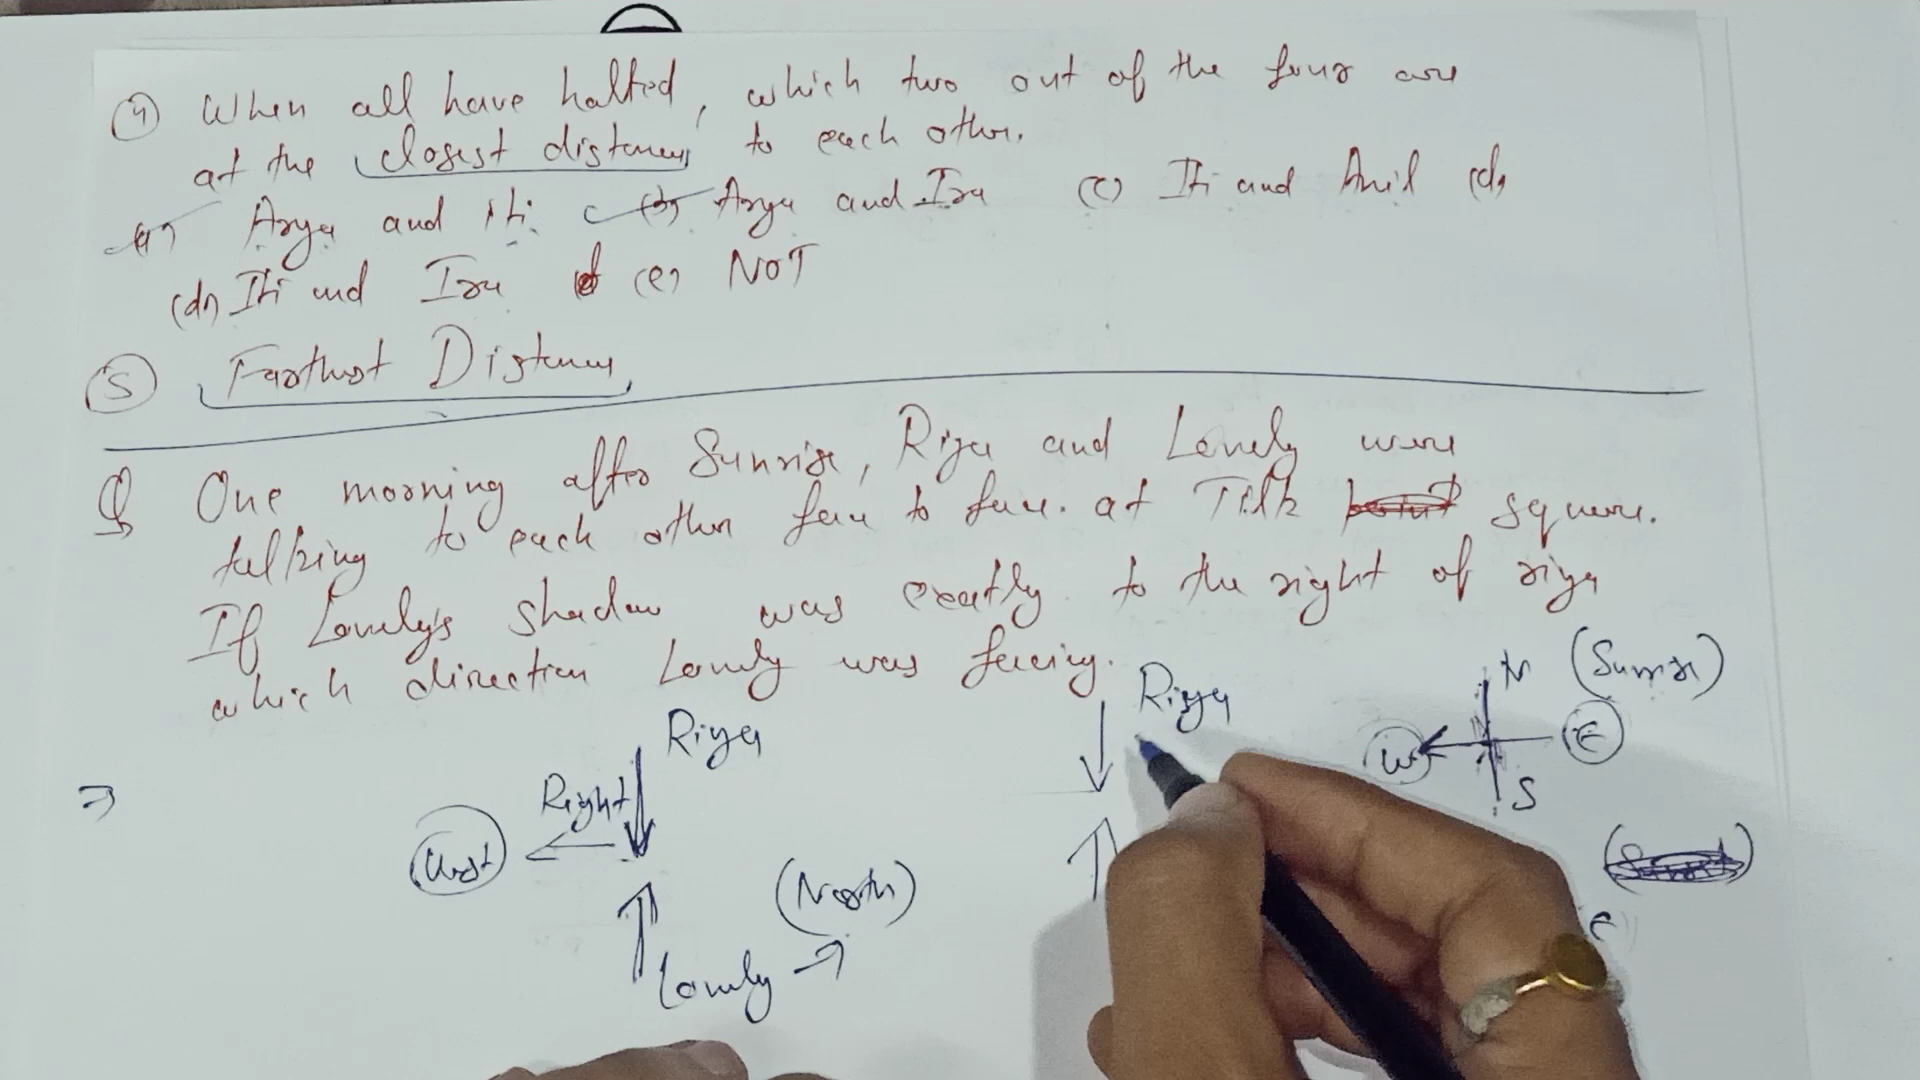 (4) When all have halted, which two out of the four are
at the closest distance to each other.
(a) Arya and iti (b) Arya and Ira (c) Iti and Anil (d)
(d) Iti and Ira (e) NOT
(5) Farthest Distance
Q One morning after Sunrise, Riya and Lovely were
talking to each other face to face. at Tilk square.
If Lovely's shadow was exactly to the right of riya
which direction Lovely was facing.
Riya
Riya
N (Sunrise)
Right
W E
S
⇒
West
(North)
Lovely →
E